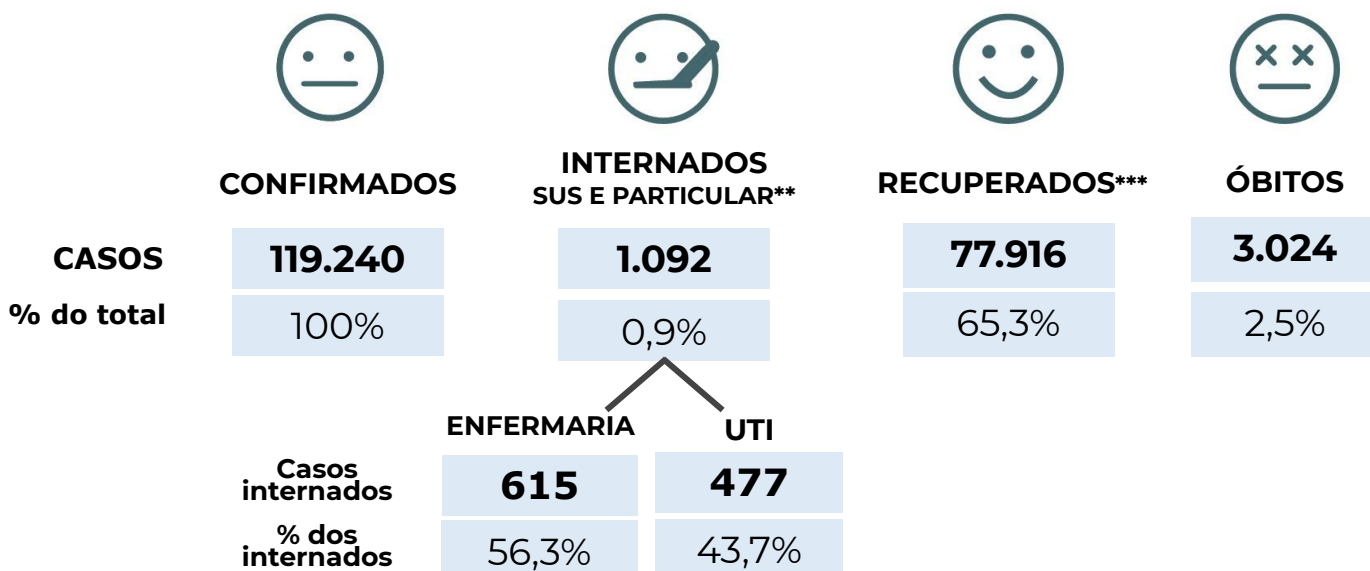 CONFIRMADOS
INTERNADOS
SUS E PARTICULAR**
RECUPERADOS***
ÓBITOS
CASOS
119.240
1.092
77.916
3.024
% do total
100%
0,9%
65,3%
2,5%
ENFERMARIA
UTI
Casos
internados
615
477
% dos
internados
56,3%
43,7%